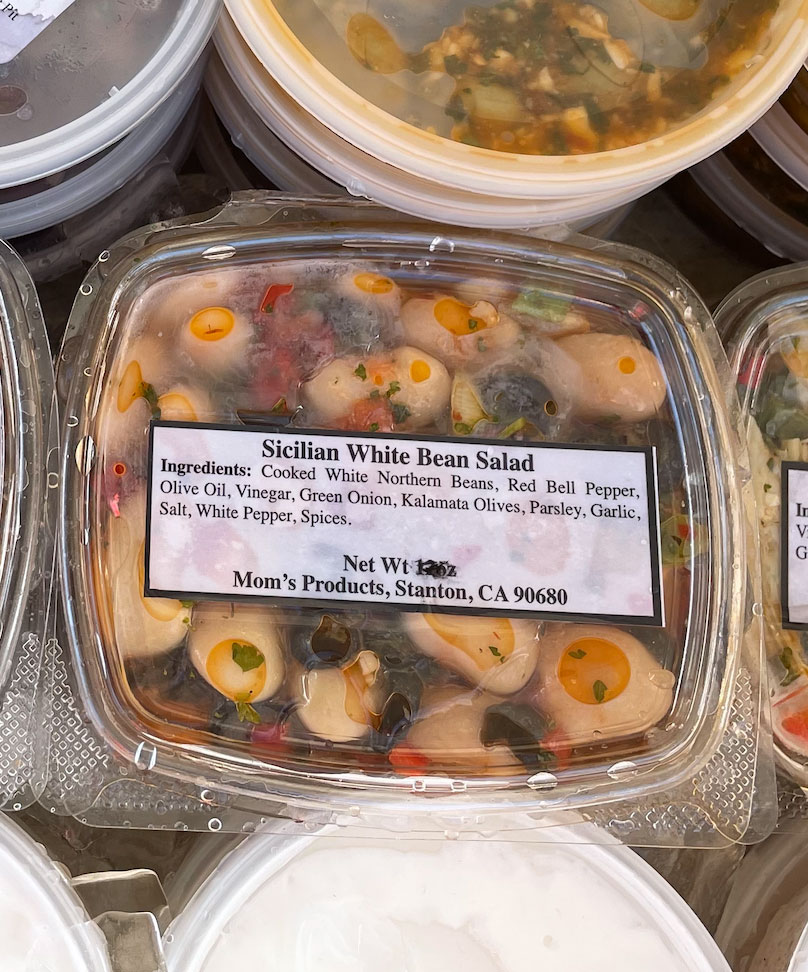 Sicilian White Bean Salad
Ingredients: Cooked White Northern Beans, Red Bell Pepper,
Olive Oil, Vinegar, Green Onion, Kalamata Olives, Parsley, Garlic,
Salt, White Pepper, Spices.
Net Wt
Mom's Products, Stanton, CA 90680